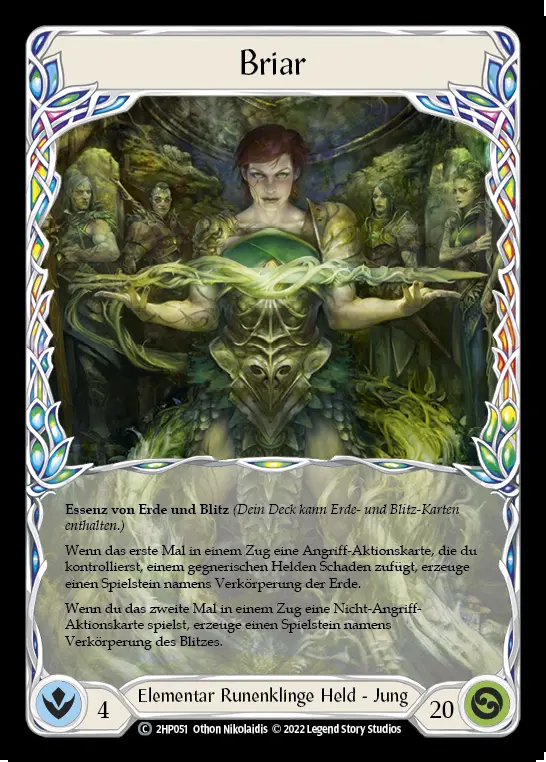 Briar
Essenz von Erde und Blitz (Dein Deck kann Erde- und Blitz-Karten
enthalten.)
Wenn das erste Mal in einem Zug eine Angriff-Aktionskarte, die du
kontrollierst, einem gegnerischen Helden Schaden zufügt, erzeuge
einen Spielstein namens Verkörperung der Erde.
Wenn du das zweite Mal in einem Zug eine Nicht-Angriff-
Aktionskarte spielst, erzeuge einen Spielstein namens
Verkörperung des Blitzes.
4 Elementar Runenklinge Held - Jung 20
C 2HP051 Othon Nikolaidis © 2022 Legend Story Studios